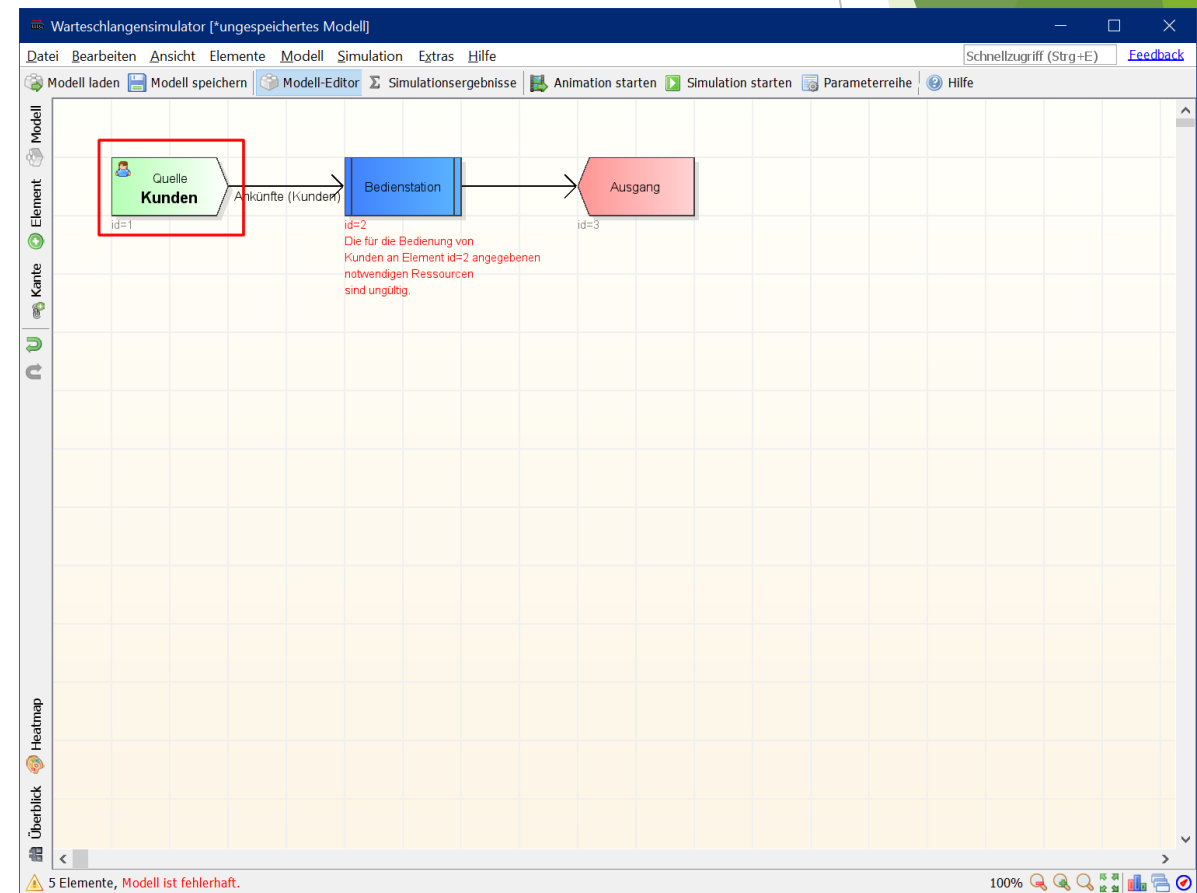 Warteschlangensimulator [*ungespeichertes Modell]
Datei Bearbeiten Ansicht Elemente Modell Simulation Extras Hilfe
Schnellzugriff (Strg+E) Feedback
Modell laden Modell speichern Modell-Editor Σ Simulationsergebnisse Animation starten Simulation starten Parameterreihe Hilfe
Modell
Element
Kante
Heatmap
Überblick
Quelle
Kunden
id=1
Ankünfte (Kunden)
Bedienstation
id=2
Die für die Bedienung von
Kunden an Element id=2 angegebenen
notwendigen Ressourcen
sind ungültig.
Ausgang
id=3
5 Elemente, Modell ist fehlerhaft.
100%